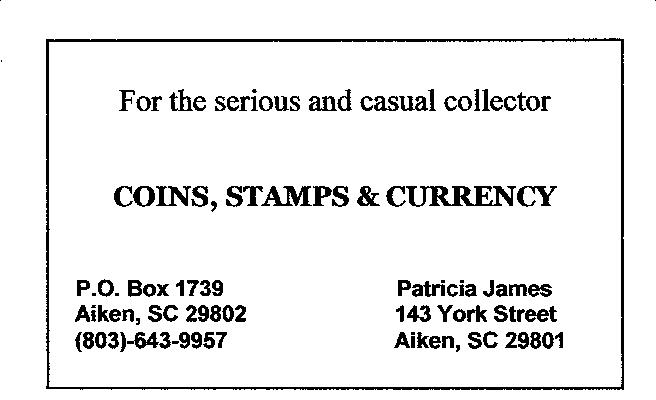 For the serious and casual collector
COINS, STAMPS & CURRENCY
P.O. Box 1739
Aiken, SC 29802
(803)-643-9957
Patricia James
143 York Street
Aiken, SC 29801